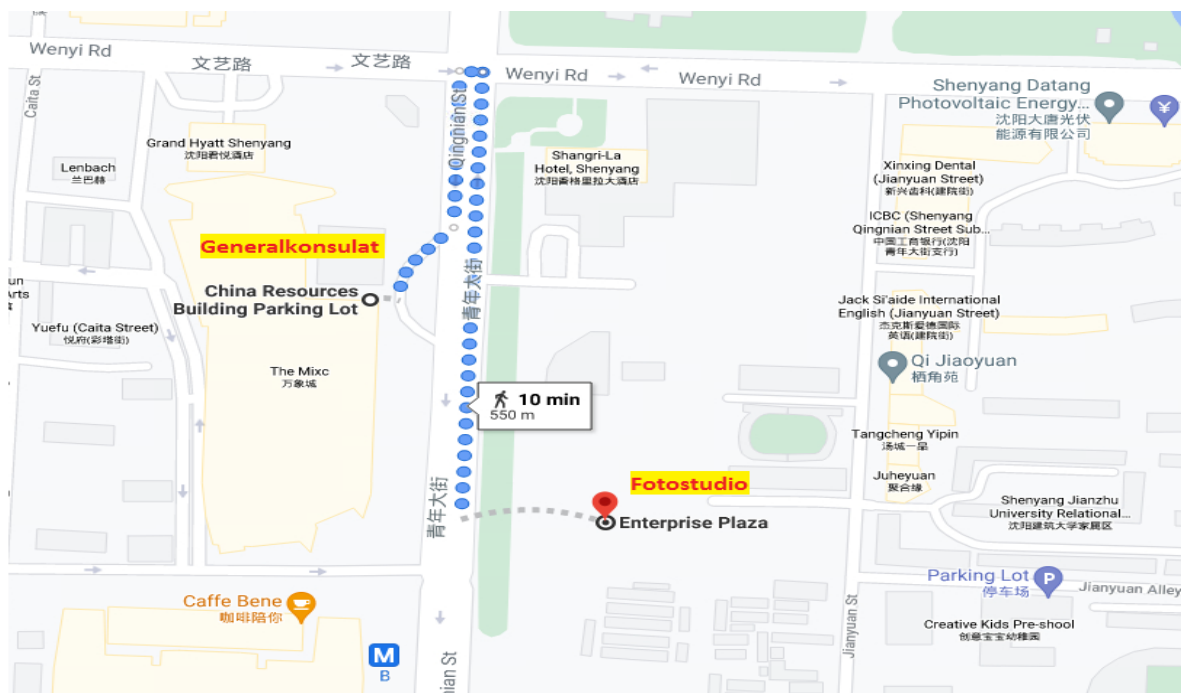 Wenyi Rd
文艺路
文艺路
Wenyi Rd
Wenyi Rd
Caita St
Qingnian St
Grand Hyatt Shenyang
沈阳君悦酒店
Lenbach
兰巴赫
Shangri-La
Hotel, Shenyang
沈阳香格里拉大酒店
Shenyang Datang
Photovoltaic Energy...
沈阳大唐光伏
能源有限公司
¥
Xinxing Dental
(Jianyuan Street)
新兴齿科(建院街)
ICBC (Shenyang
Qingnian Street Sub...
中国工商银行(沈阳
青年大街支行)
Generalkonsulat
China Resources
Building Parking Lot
青年大街
Arts
Yuefu (Caita Street)
悦府(彩塔街)
The Mixc
万象城
Jack Si'aide International
English (Jianyuan Street)
杰克斯爱德国际
英语(建院街)
Qi Jiaoyuan
栖角苑
10 min
550 m
Tangcheng Yipin
汤城一品
Juheyuan
聚合缘
Fotostudio
Enterprise Plaza
青年大街
Shenyang Jianzhu
University Relational...
沈阳建筑大学家属区
Parking Lot
停车场
P
Jianyuan Alley
Caffe Bene
咖啡陪你
Creative Kids Pre-shool
创意宝宝幼稚园
Jianyuan St
M
B
nian St